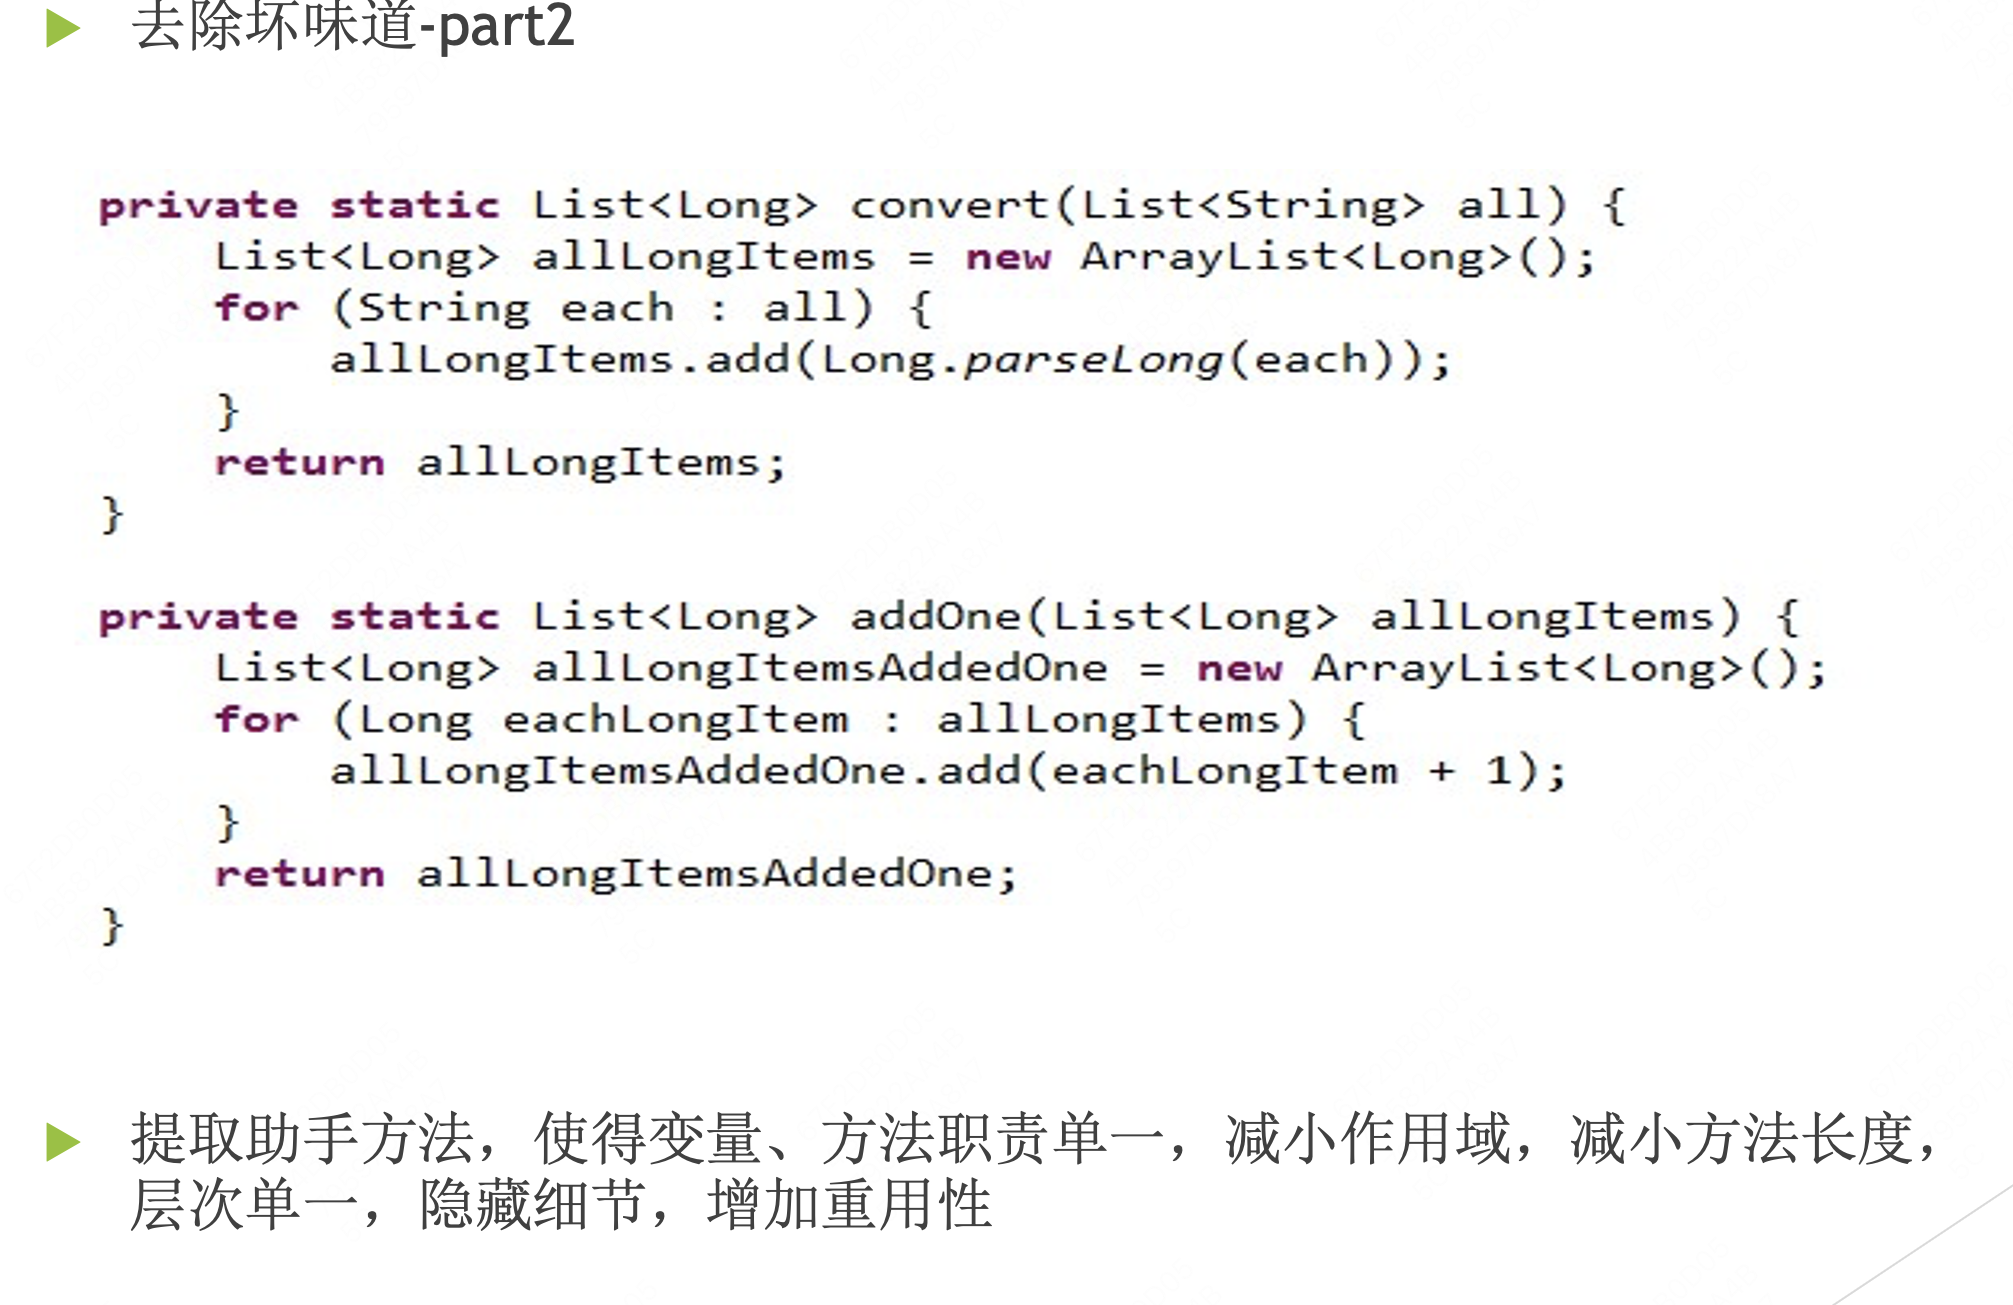 去除坏味道-part2
private static List<Long> convert(List<String> all) {
    List<Long> allLongItems = new ArrayList<Long>();
    for (String each : all) {
        allLongItems.add(Long.parseLong(each));
    }
    return allLongItems;
}
private static List<Long> addOne(List<Long> allLongItems) {
    List<Long> allLongItemsAddedOne = new ArrayList<Long>();
    for (Long eachLongItem : allLongItems) {
        allLongItemsAddedOne.add(eachLongItem + 1);
    }
    return allLongItemsAddedOne;
}
提取助手方法，使得变量、方法职责单一，减小作用域，减小方法长度，
层次单一，隐藏细节，增加重用性